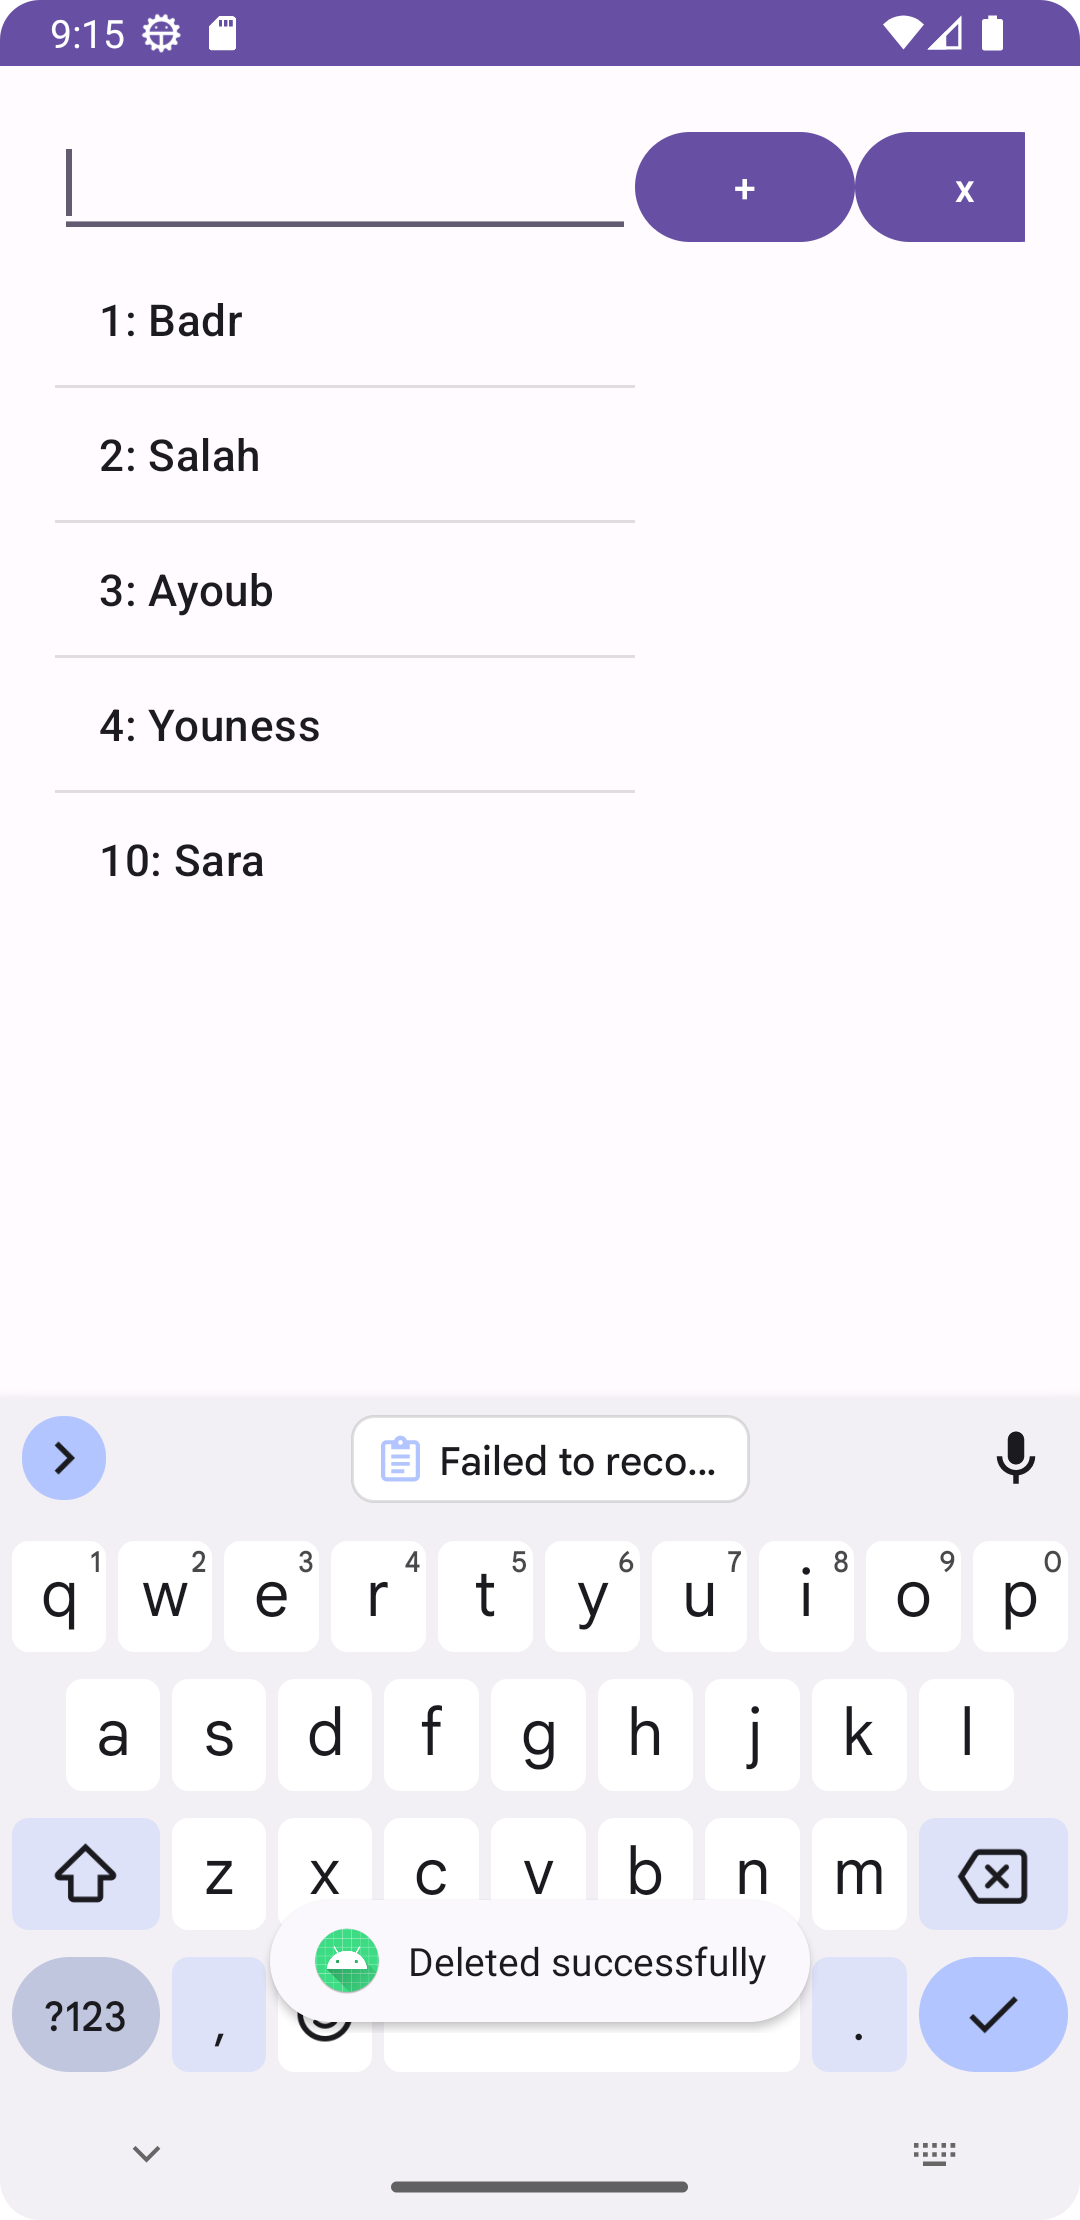 9:15
+
x
1: Badr
2: Salah
3: Ayoub
4: Youness
10: Sara
Failed to reco...
q 1 w 2 e 3 r 4 t 5 y 6 u 7 i 8 o 9 p 0
a s d f g h j k l
z x c v b n m
Deleted successfully
?123 , .